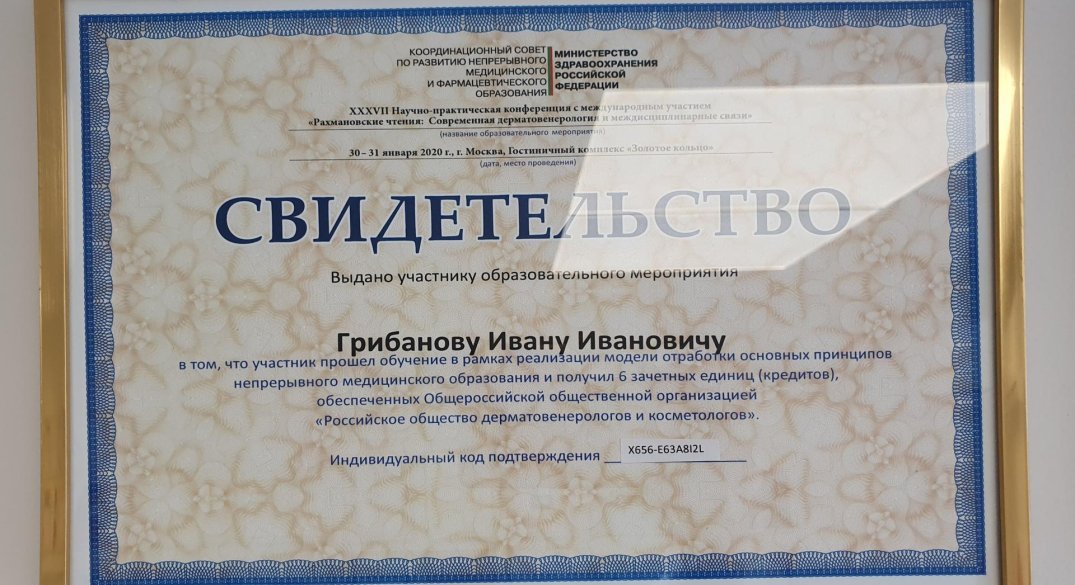 КООРДИНАЦИОННЫЙ СОВЕТ
ПО РАЗВИТИЮ НЕПРЕРЫВНОГО
МЕДИЦИНСКОГО
И ФАРМАЦЕВТИЧЕСКОГО
ОБРАЗОВАНИЯ
МИНИСТЕРСТВО
ЗДРАВООХРАНЕНИЯ
РОССИЙСКОЙ
ФЕДЕРАЦИИ
XXXVII Научно-практическая конференция с международным участием
«Рахмановские чтения: Современная дерматовенерология и междисциплинарные связи»
(название образовательного мероприятия)
30 – 31 января 2020 г., г. Москва, Гостиничный комплекс «Золотое кольцо»
(дата, место проведения)
СВИДЕТЕЛЬСТВО
Выдано участнику образовательного мероприятия
Грибанову Ивану Ивановичу
в том, что участник прошел обучение в рамках реализации модели отработки основных принципов
непрерывного медицинского образования и получил 6 зачетных единиц (кредитов),
обеспеченных Общероссийской общественной организацией
«Российское общество дерматовенерологов и косметологов».
Индивидуальный код подтверждения X656-E63A8I2L